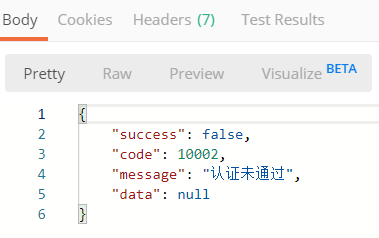 Body Cookies Headers (7) Test Results
Pretty Raw Preview Visualize BETA
1 {
2 "success": false,
3 "code": 10002,
4 "message": "认证未通过",
5 "data": null
6 }